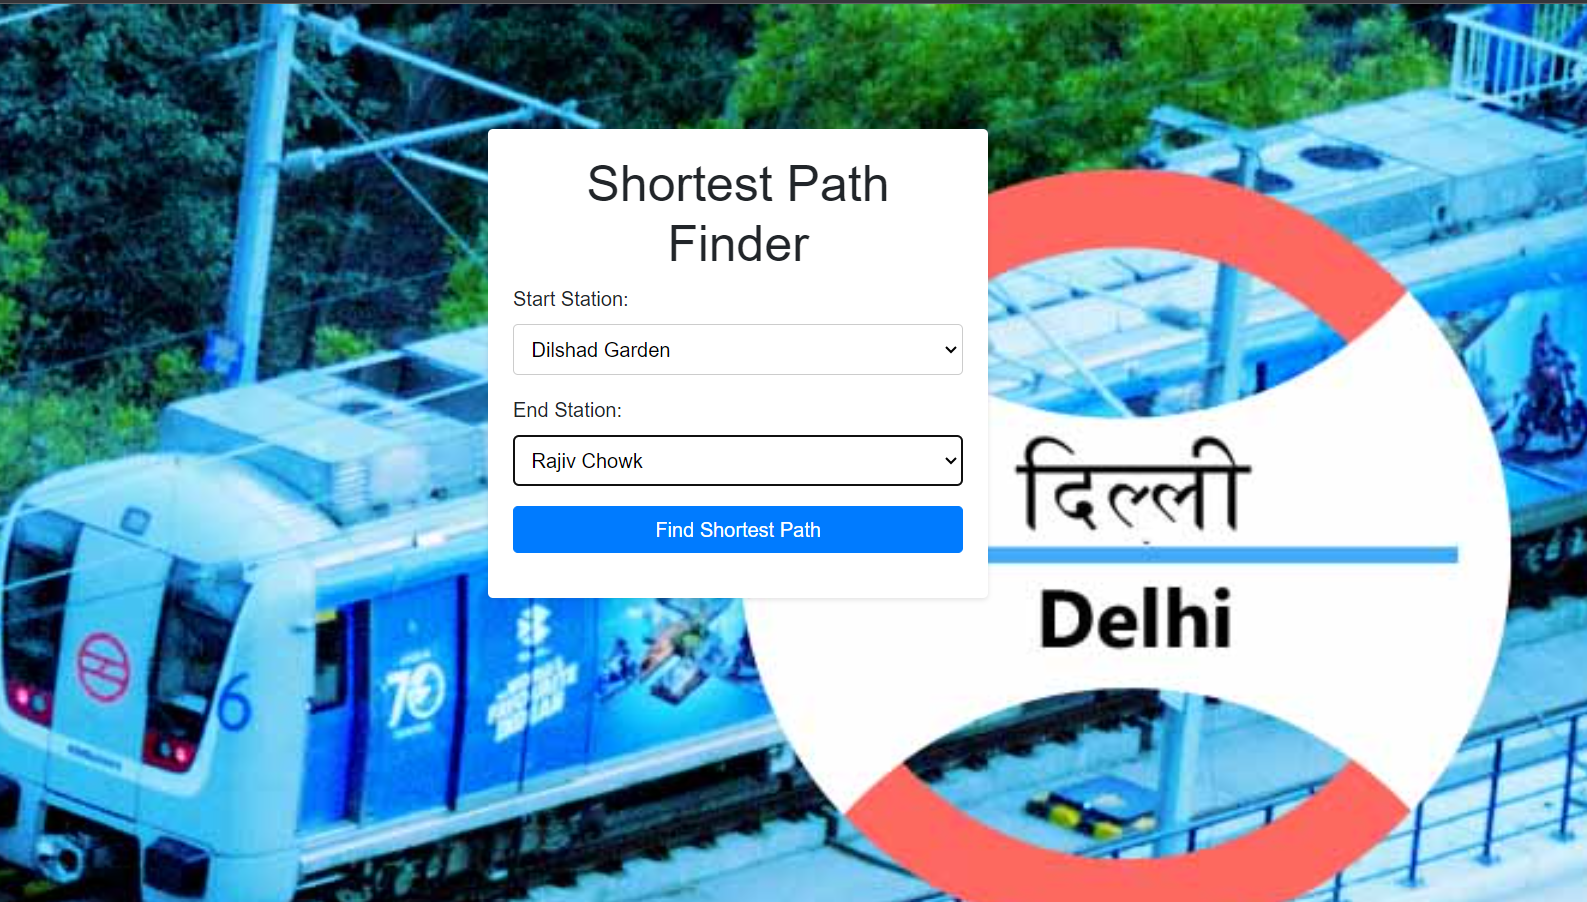 Shortest Path
Finder
Start Station:
Dilshad Garden
End Station:
Rajiv Chowk
Find Shortest Path
दिल्ली
Delhi
6
70